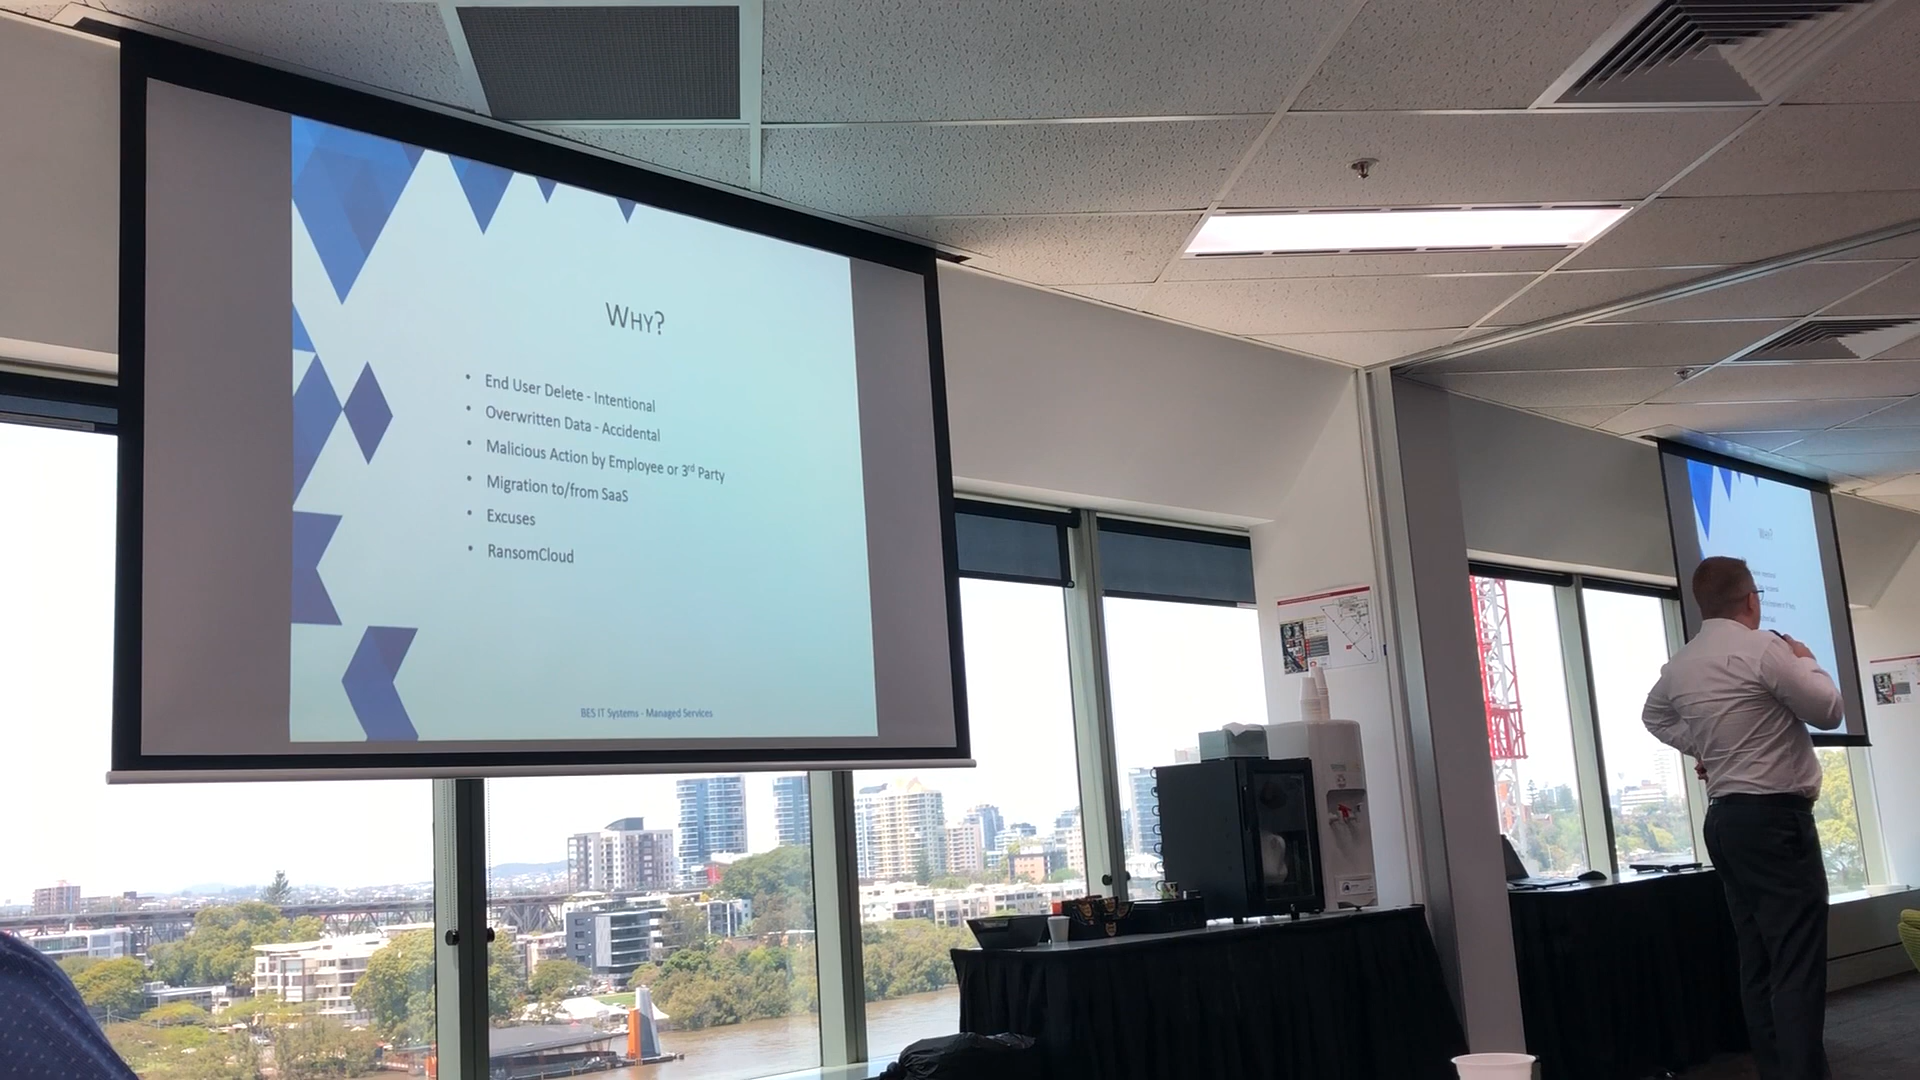 WHY?
• End User Delete - Intentional
• Overwritten Data - Accidental
• Malicious Action by Employee or 3rd Party
• Migration to/from SaaS
• Excuses
• RansomCloud
BES IT Systems - Managed Services
WHY?